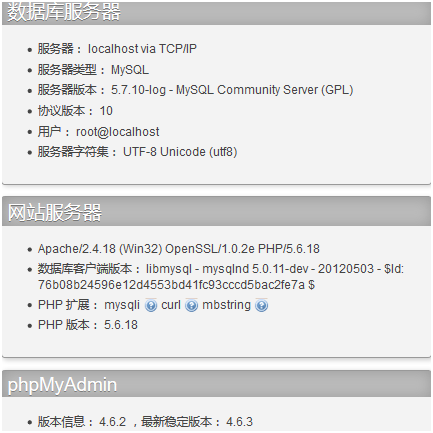 数据库服务器
服务器： localhost via TCP/IP
服务器类型： MySQL
服务器版本： 5.7.10-log - MySQL Community Server (GPL)
协议版本： 10
用户： root@localhost
服务器字符集： UTF-8 Unicode (utf8)
网站服务器
Apache/2.4.18 (Win32) OpenSSL/1.0.2e PHP/5.6.18
数据库客户端版本： libmysql - mysqlnd 5.0.11-dev - 20120503 - $Id:
76b08b24596e12d4553bd41fc93cccd5bac2fe7a $
PHP 扩展： mysqli curl mbstring
PHP 版本： 5.6.18
phpMyAdmin
版本信息： 4.6.2 ，最新稳定版本： 4.6.3